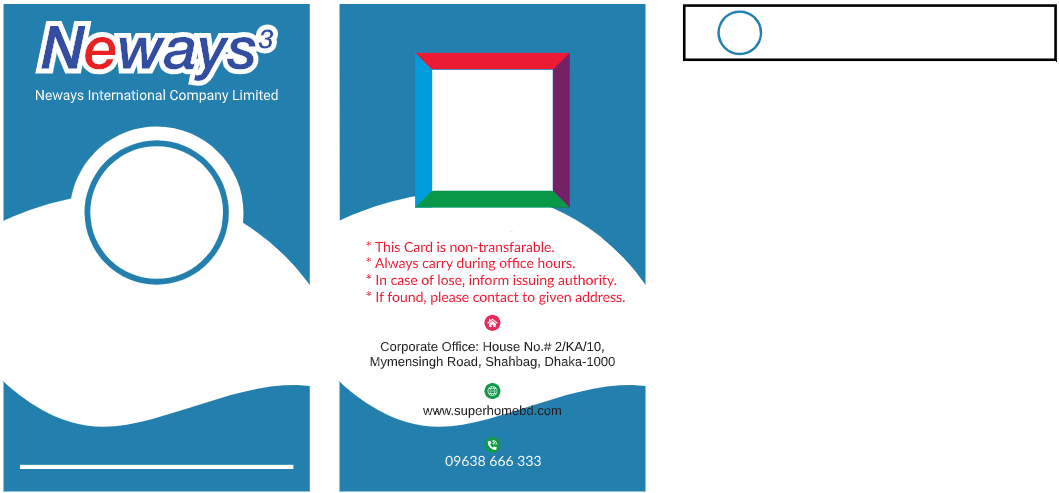 Neways³
Neways International Company Limited
* This Card is non-transfarable.
* Always carry during office hours.
* In case of lose, inform issuing authority.
* If found, please contact to given address.
Corporate Office: House No.# 2/KA/10,
Mymensingh Road, Shahbag, Dhaka-1000
www.superhomebd.com
09638 666 333